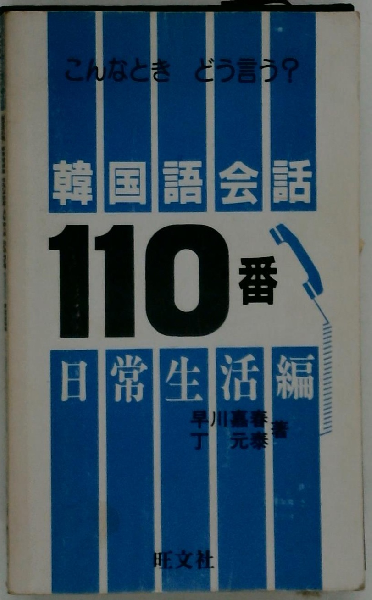 こんなとき どう言う?
韓国語会話
110番
日常生活編
早川嘉春
丁 元泰
著
旺文社